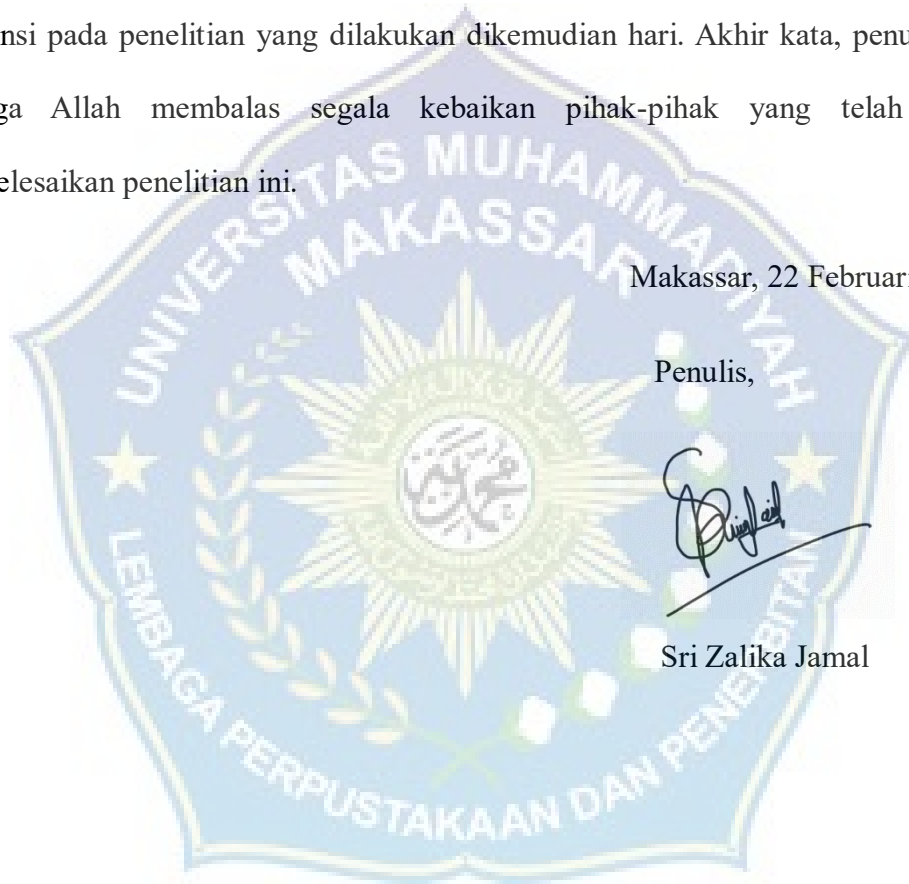 nsi pada penelitian yang dilakukan dikemudian hari. Akhir kata, penu
ga Allah membalas segala kebaikan pihak-pihak yang telah
elesaikan penelitian ini.
Makassar, 22 Februari
Penulis,
Sri Zalika Jamal
UNIVERSITAS MUHAMMADIYAH
MAKASSAR
LEMBAGA PERPUSTAKAAN DAN PENERBITAN